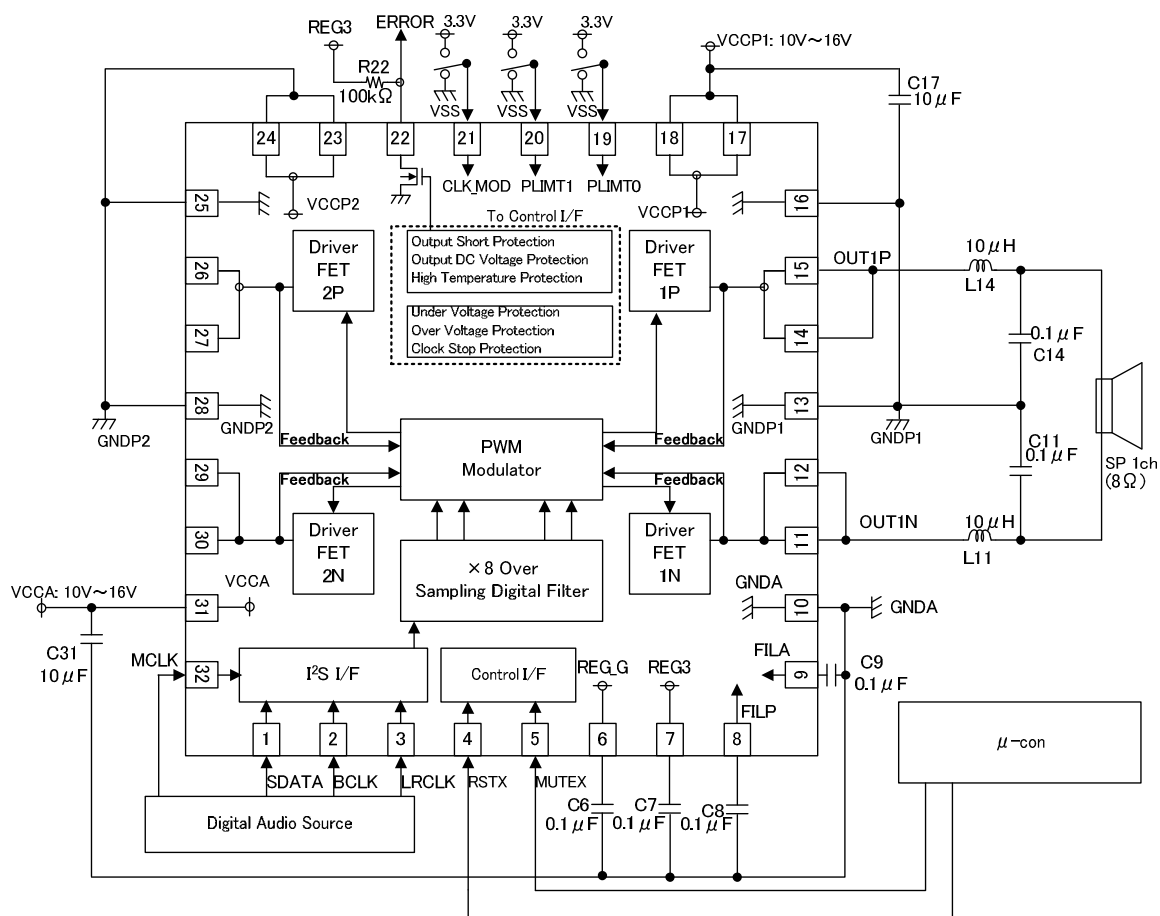 REG3
ERROR
3.3V
3.3V
3.3V
VCCP1: 10V～16V
R22
100kΩ
VSS
VSS
VSS
C17
10μF
24
23
22
21
20
19
18
17
CLK_MOD
PLIMT1
PLIMT0
VCCP2
VCCP1
25
16
To Control I/F
Output Short Protection
Output DC Voltage Protection
High Temperature Protection
Under Voltage Protection
Over Voltage Protection
Clock Stop Protection
Driver
FET
2P
Driver
FET
1P
26
27
15
14
OUT1P
10μH
L14
0.1μF
C14
28
GNDP2
GNDP2
13
GNDP1
GNDP1
Feedback
Feedback
PWM
Modulator
Feedback
Feedback
C11
0.1μF
SP 1ch
(8Ω)
29
30
12
11
OUT1N
10μH
L11
Driver
FET
2N
Driver
FET
1N
×8 Over
Sampling Digital Filter
VCCA: 10V～16V
VCCA
31
GNDA
10
GNDA
C31
10μF
MCLK
32
I²S I/F
Control I/F
REG_G
REG3
FILA
9
C9
0.1μF
FILP
1
2
3
4
5
6
7
8
μ-con
SDATA
BCLK
LRCLK
RSTX
MUTEX
C6
0.1μF
C7
0.1μF
C8
0.1μF
Digital Audio Source